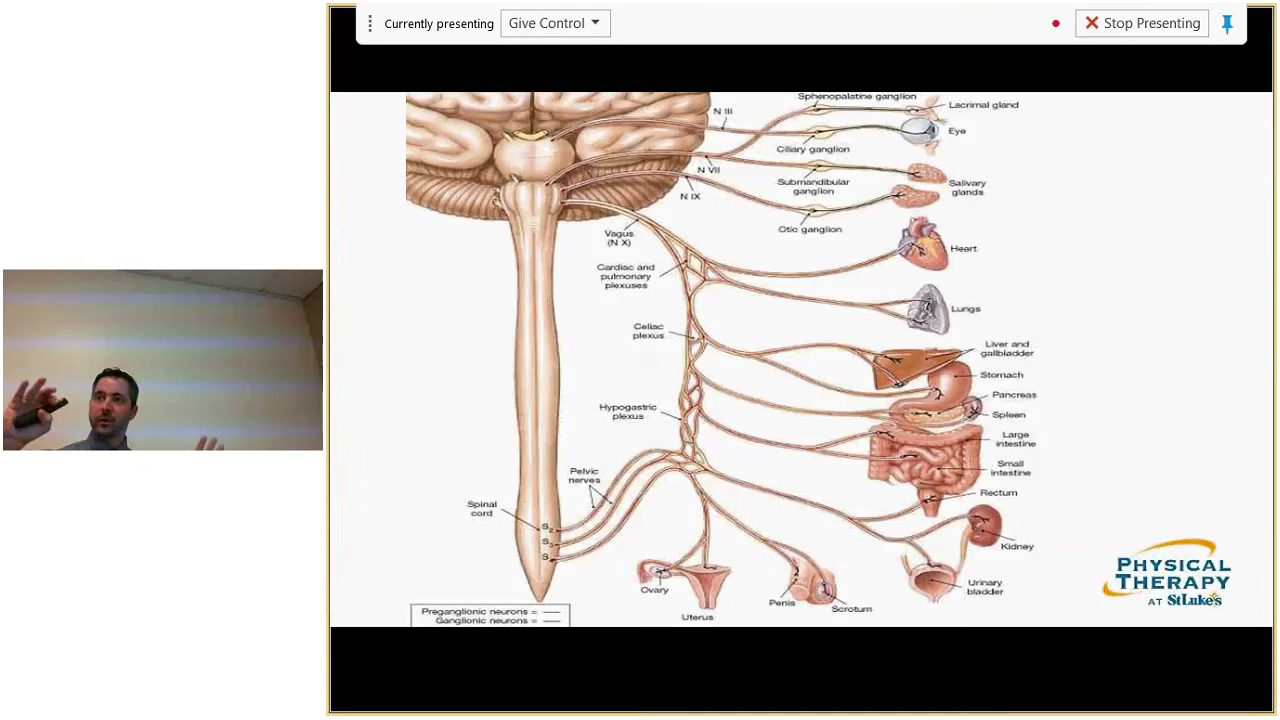 Currently presenting
Give Control
Stop Presenting
Sphenopalatine ganglion
Lacrimal gland
N III
Eye
Ciliary ganglion
N VII
Submandibular
ganglion
Salivary
glands
N IX
Otic ganglion
Vagus
(N X)
Heart
Cardiac and
pulmonary
plexuses
Lungs
Celiac
plexus
Liver and
gallbladder
Stomach
Pancreas
Spleen
Hypogastric
plexus
Large
intestine
Small
intestine
Pelvic
nerves
Rectum
Spinal
cord
S2
S3
S
Kidney
Ovary
Uterus
Penis
Scrotum
Urinary
bladder
Preganglionic neurons =
Ganglionic neurons =
PHYSICAL
THERAPY
AT StLuke's